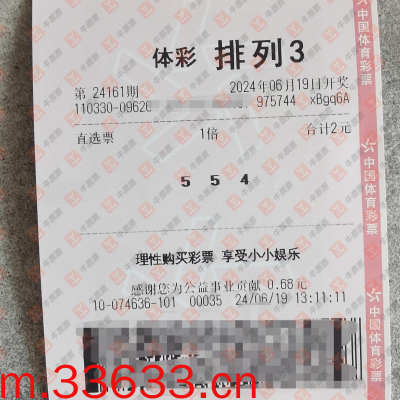 体彩 排列3
第 24161期 2024年06月19日开奖
110330-09620 975744 xBgq6A
直选票 1倍 合计2元
5 5 4
理性购买彩票 享受小小娱乐
感谢您为公益事业贡献 0.68元
10-074636-101 00035 24/06/19 13:11:11
中国体育彩票
中国体育彩票
中国体育彩票
m.33633.cn